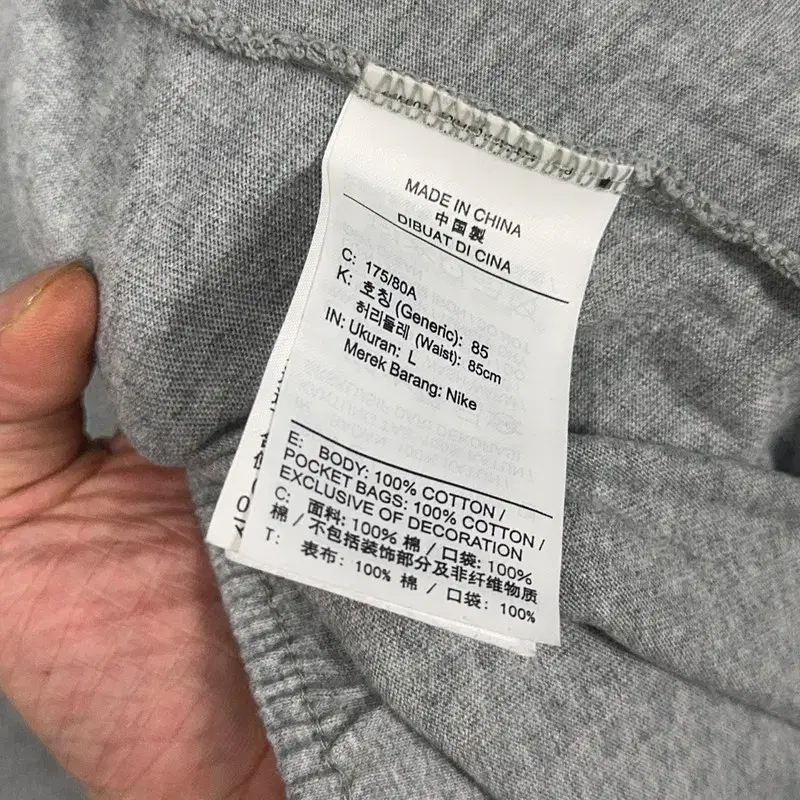 MADE IN CHINA
中国製
DIBUAT DI CINA
C: 175/80A
K: 호칭 (Generic): 85
허리둘레 (Waist): 85cm
IN: Ukuran: L
Merek Barang: Nike
E: BODY: 100% COTTON /
POCKET BAGS: 100% COTTON /
EXCLUSIVE OF DECORATION
C: 面料: 100% 棉 / 口袋: 100%
棉 / 不包括装饰部分及非纤维物质
T: 表布: 100% 棉 / 口袋: 100%